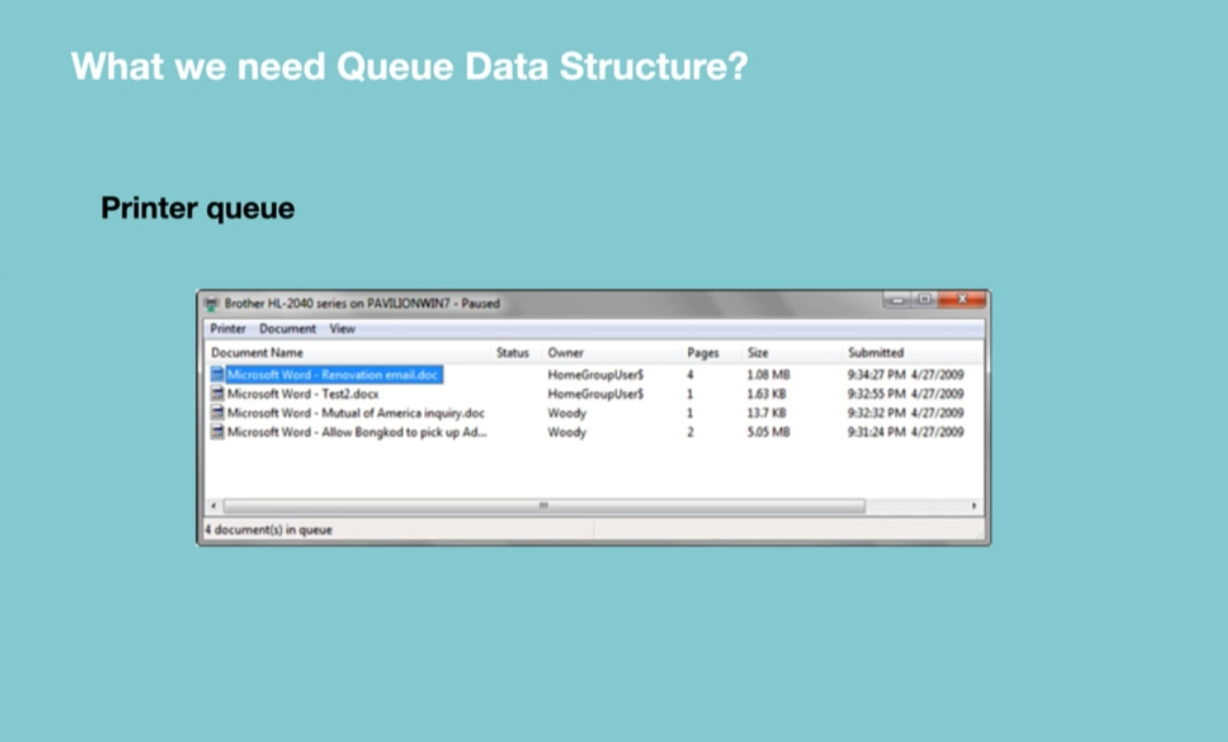 What we need Queue Data Structure?
Printer queue
Brother HL-2040 series on PAVILIONWIN7 - Paused
Printer Document View
Document Name Status Owner Pages Size Submitted
Microsoft Word - Renovation email.doc HomeGroupUser$ 4 1.08 MB 9:34:27 PM 4/27/2009
Microsoft Word - Test2.docx HomeGroupUser$ 1 1.63 KB 9:32:55 PM 4/27/2009
Microsoft Word - Mutual of America inquiry.doc Woody 1 13.7 KB 9:32:32 PM 4/27/2009
Microsoft Word - Allow Bongkod to pick up Ad... Woody 2 5.05 MB 9:31:24 PM 4/27/2009
4 document(s) in queue